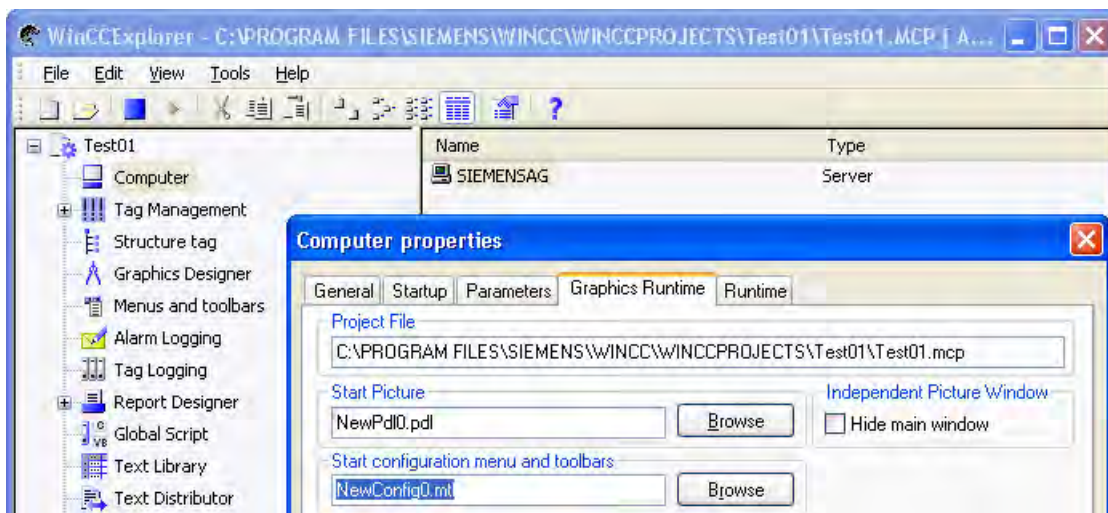 WinCCExplorer - C:\PROGRAM FILES\SIEMENS\WINCC\WINCCPROJECTS\Test01\Test01.MCP [ A...
File Edit View Tools Help
Test01
Name Type
Computer
SIEMENSAG Server
Tag Management
Structure tag
Graphics Designer
Menus and toolbars
Alarm Logging
Tag Logging
Report Designer
Global Script
Text Library
Text Distributor
Computer properties
General Startup Parameters Graphics Runtime Runtime
Project File
C:\PROGRAM FILES\SIEMENS\WINCC\WINCCPROJECTS\Test01\Test01.mcp
Start Picture
NewPdl0.pdl Browse
Independent Picture Window
Hide main window
Start configuration menu and toolbars
NewConfig0.mtl Browse